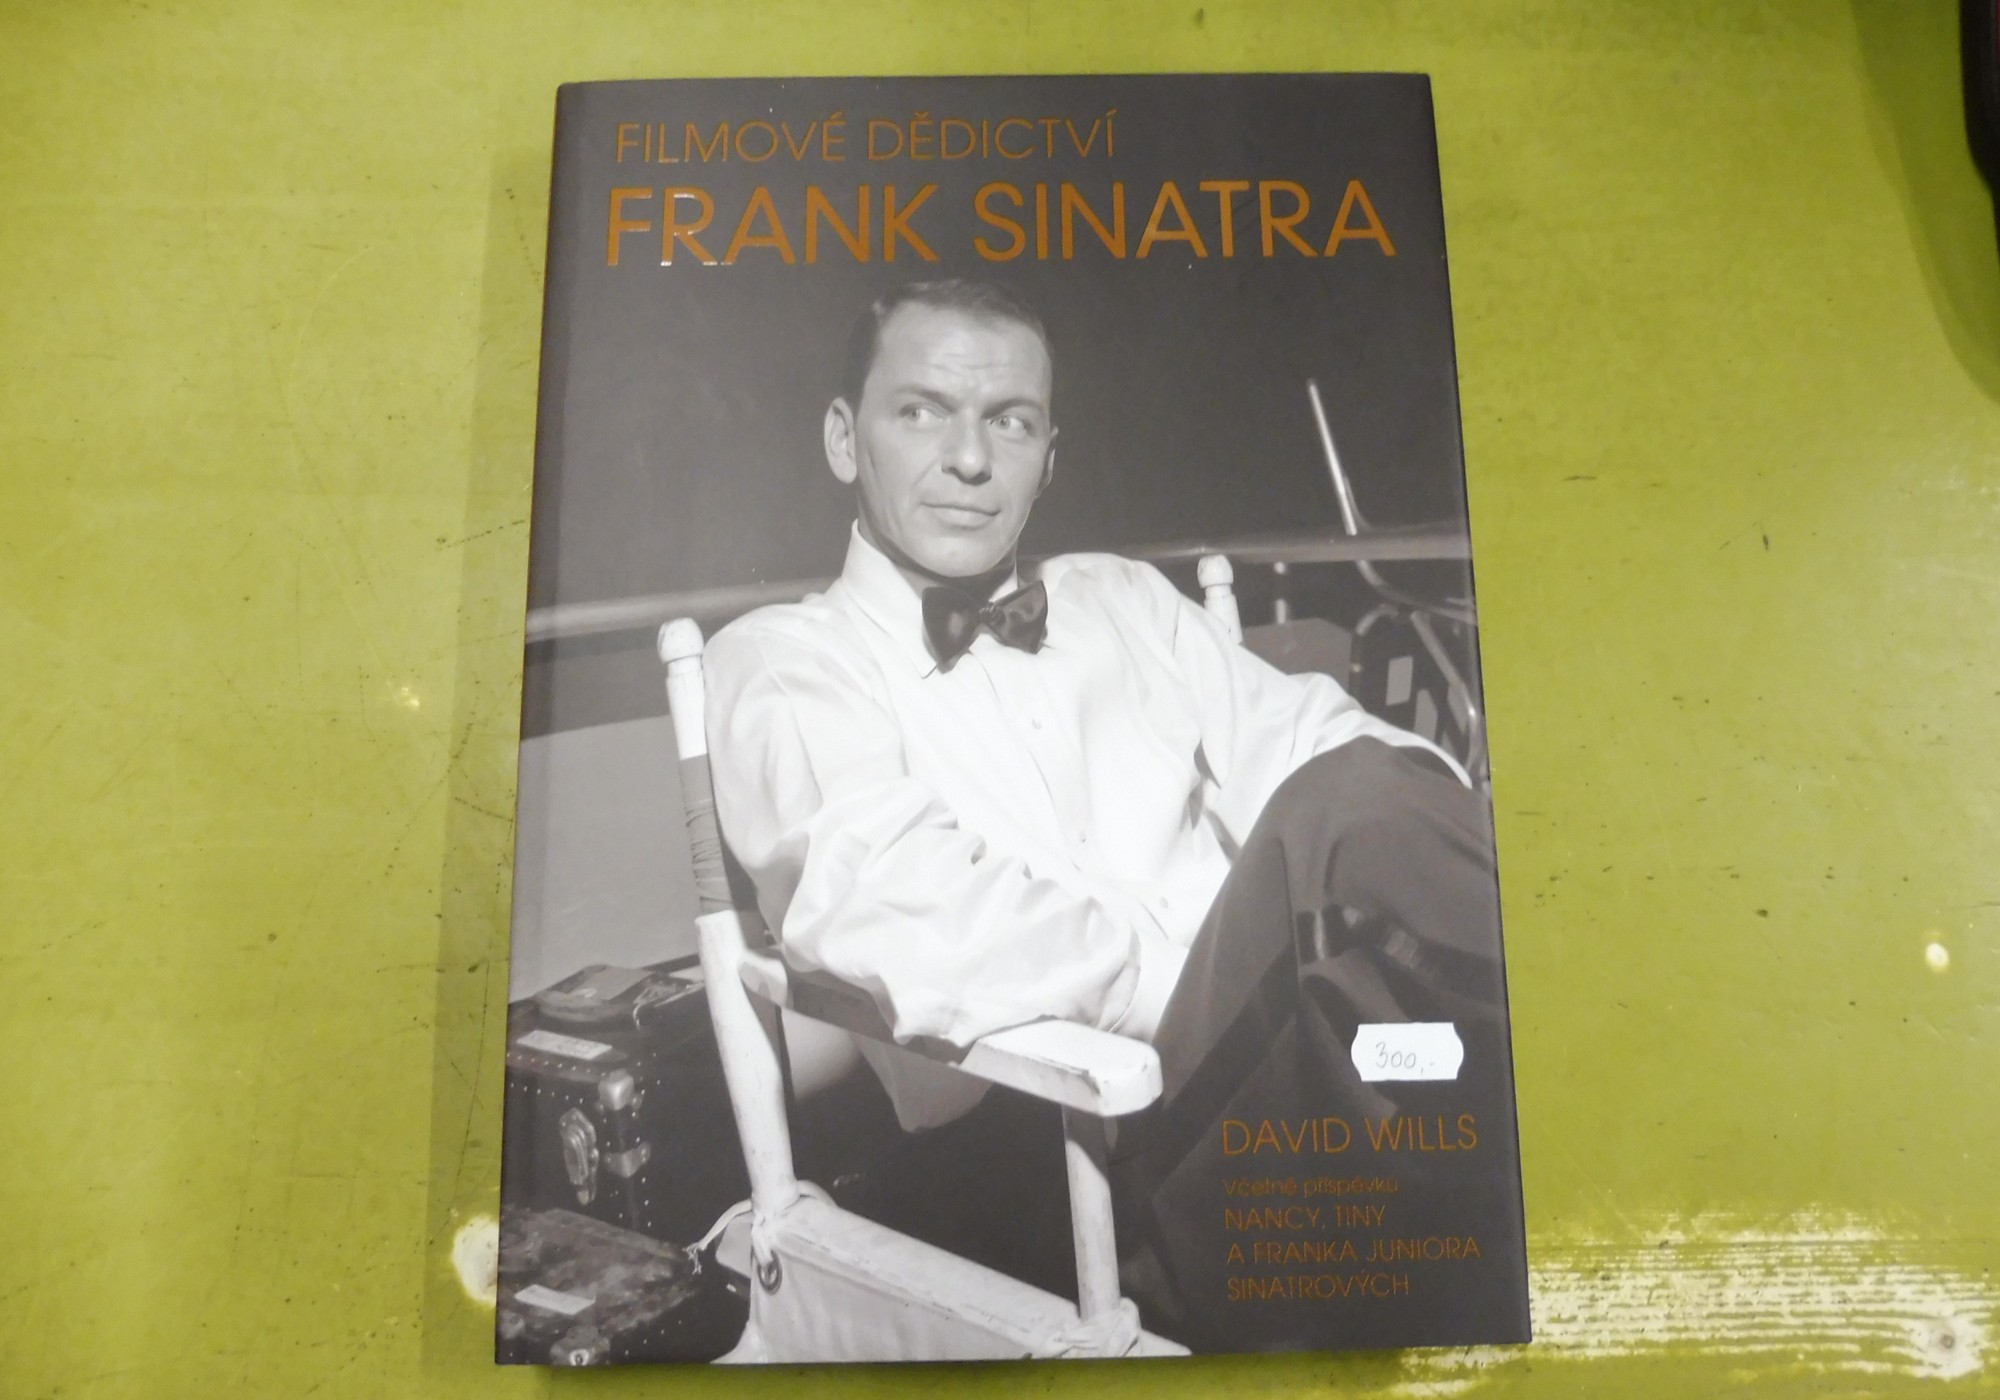 FILMOVÉ DĚDICTVÍ
FRANK SINATRA
300,-
DAVID WILLS
Včetně příspěvků
NANCY, TINY
A FRANKA JUNIORA
SINATROVÝCH